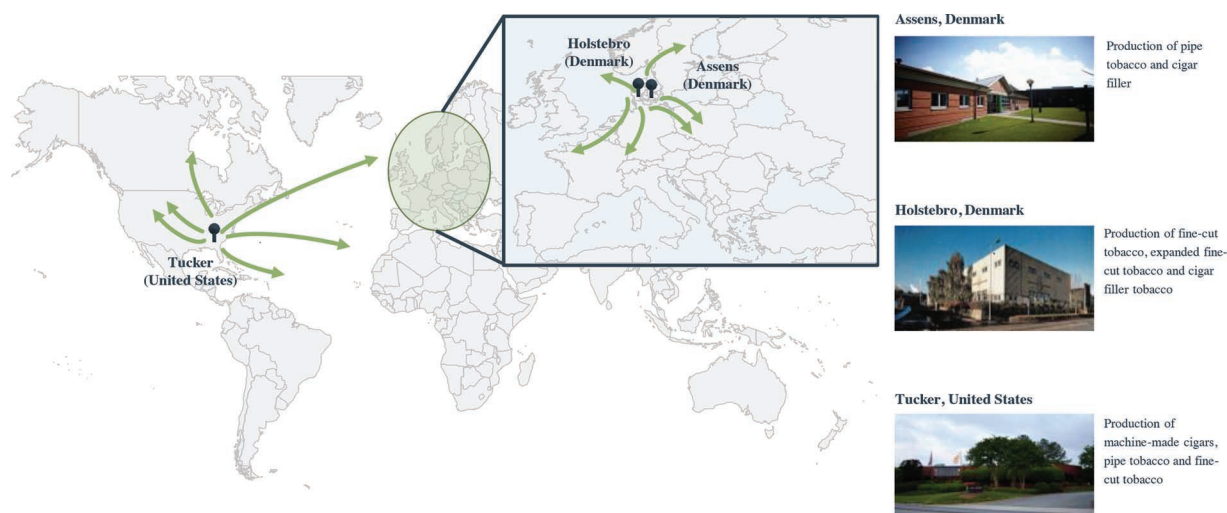 Holstebro
(Denmark)
Assens
(Denmark)
Tucker
(United States)
Assens, Denmark
Production of pipe
tobacco and cigar
filler
Holstebro, Denmark
Production of fine-cut
tobacco, expanded fine-
cut tobacco and cigar
filler tobacco
Tucker, United States
Production of
machine-made cigars,
pipe tobacco and fine-
cut tobacco